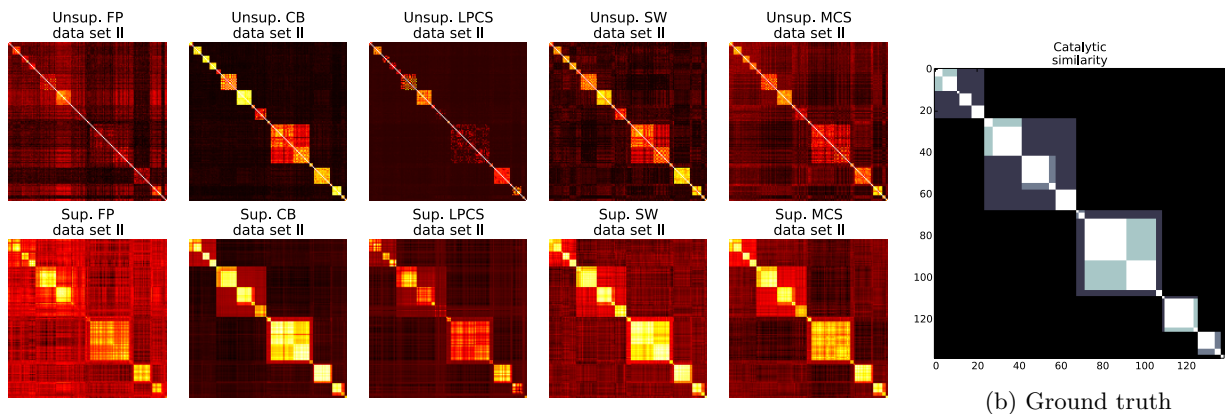 Unsup. FP
data set II
Unsup. CB
data set II
Unsup. LPCS
data set II
Unsup. SW
data set II
Unsup. MCS
data set II
Sup. FP
data set II
Sup. CB
data set II
Sup. LPCS
data set II
Sup. SW
data set II
Sup. MCS
data set II
Catalytic
similarity
0
20
40
60
80
100
120
0 20 40 60 80 100 120
(b) Ground truth